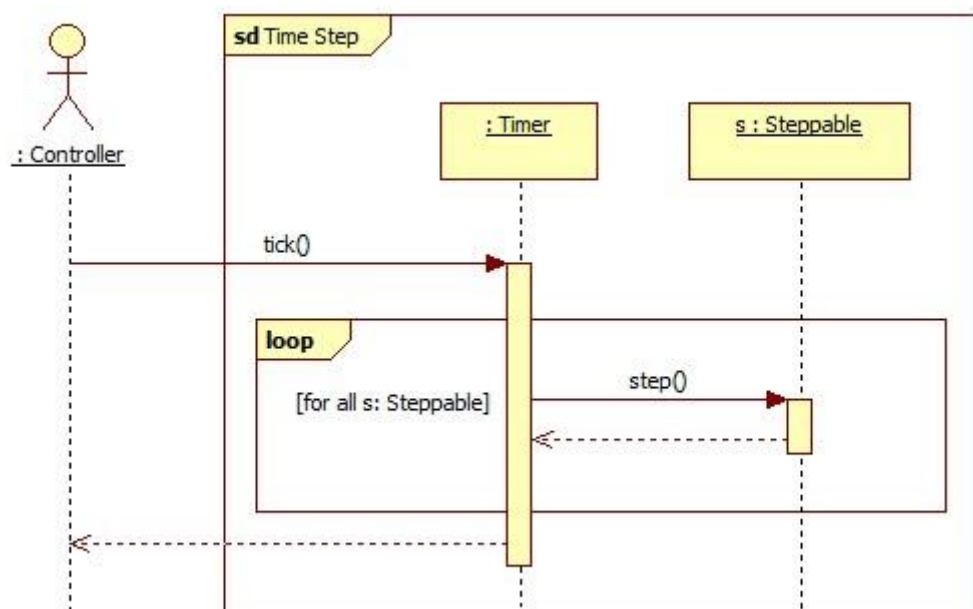 sd Time Step
: Controller
: Timer
s : Steppable
tick()
loop
[for all s: Steppable]
step()